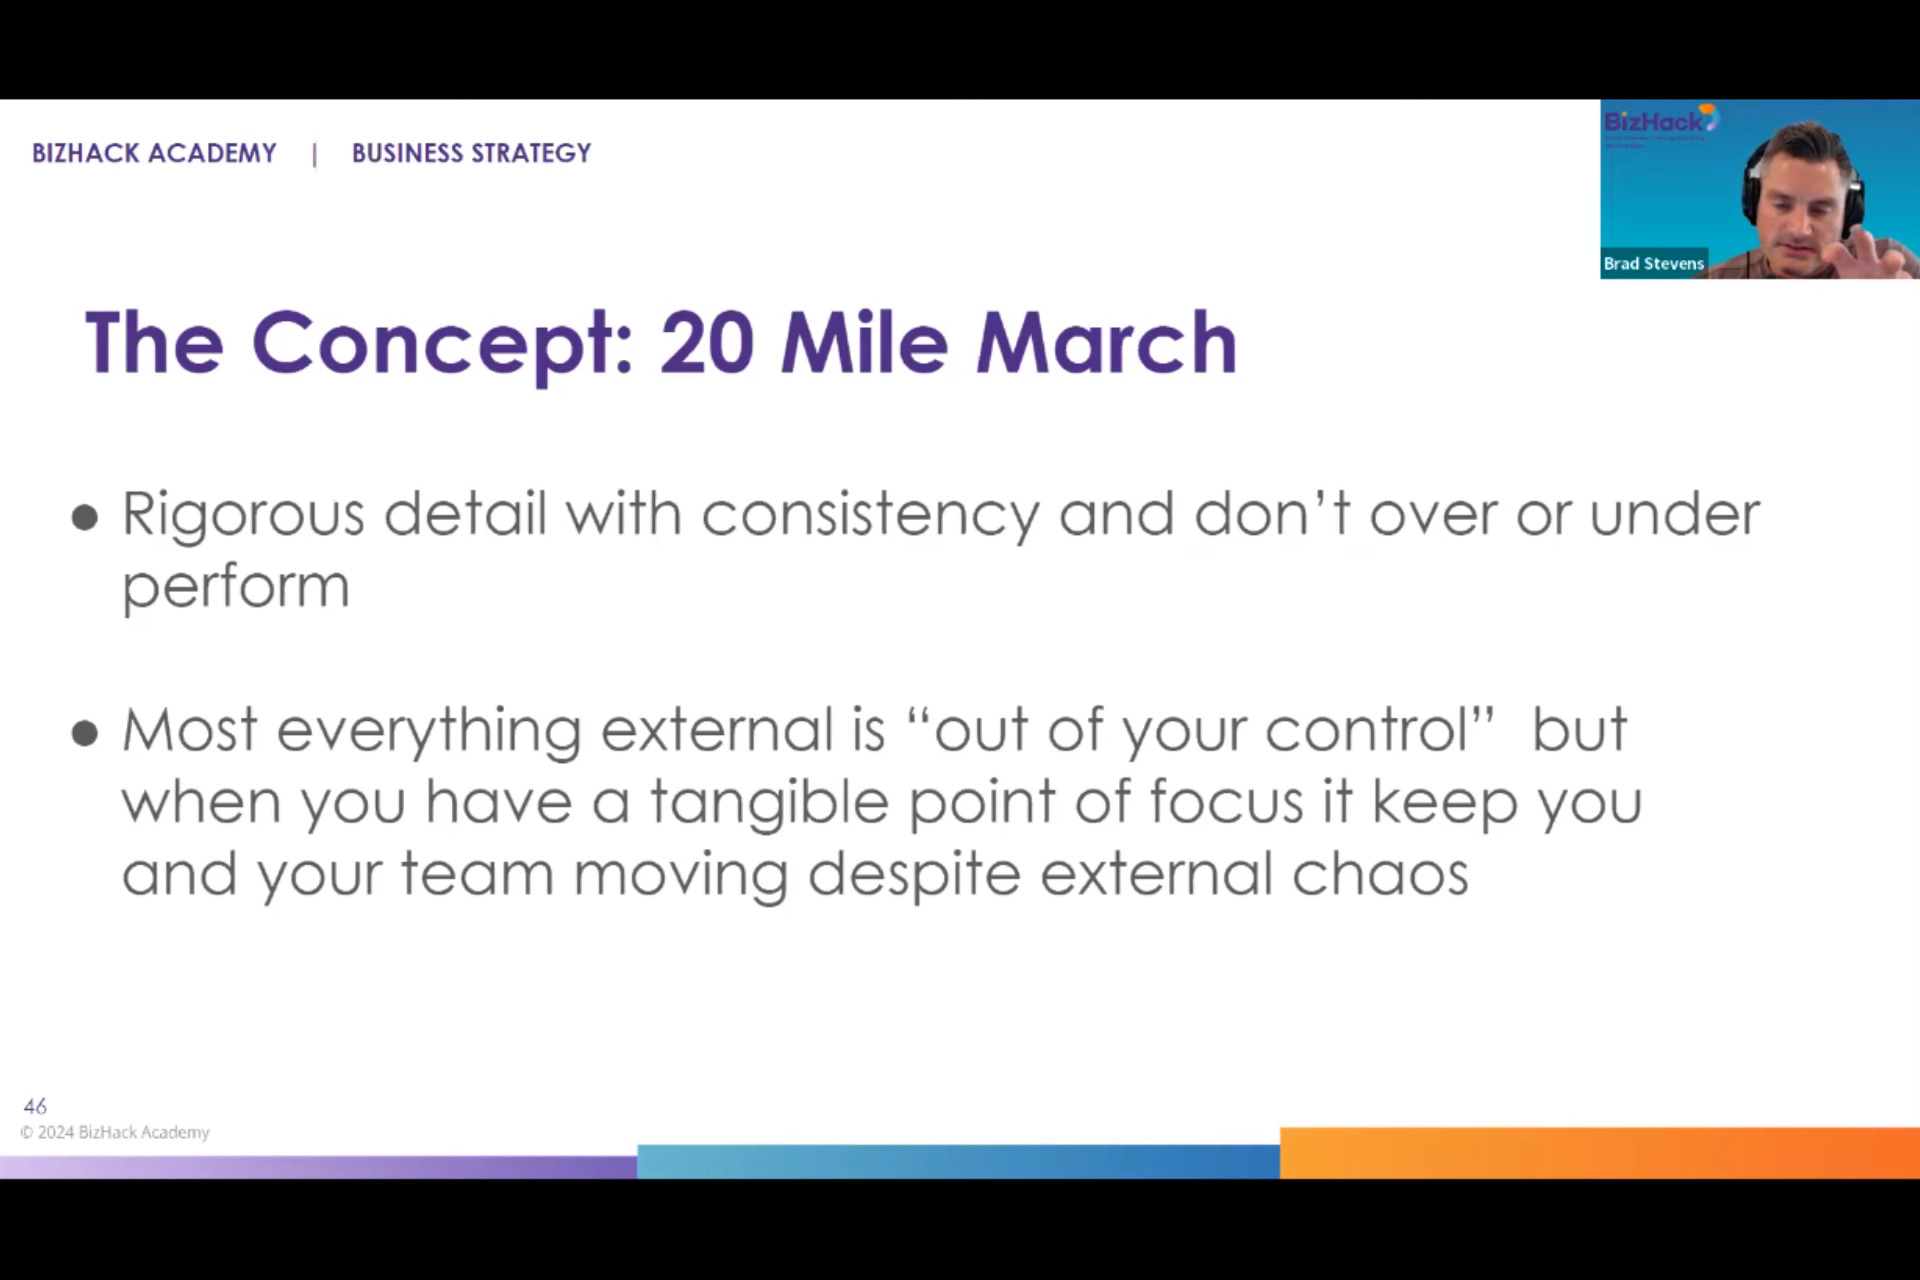 BIZHACK ACADEMY | BUSINESS STRATEGY
BizHack
Brad Stevens
The Concept: 20 Mile March
● Rigorous detail with consistency and don’t over or under
perform
● Most everything external is “out of your control” but
when you have a tangible point of focus it keep you
and your team moving despite external chaos
46
© 2024 BizHack Academy